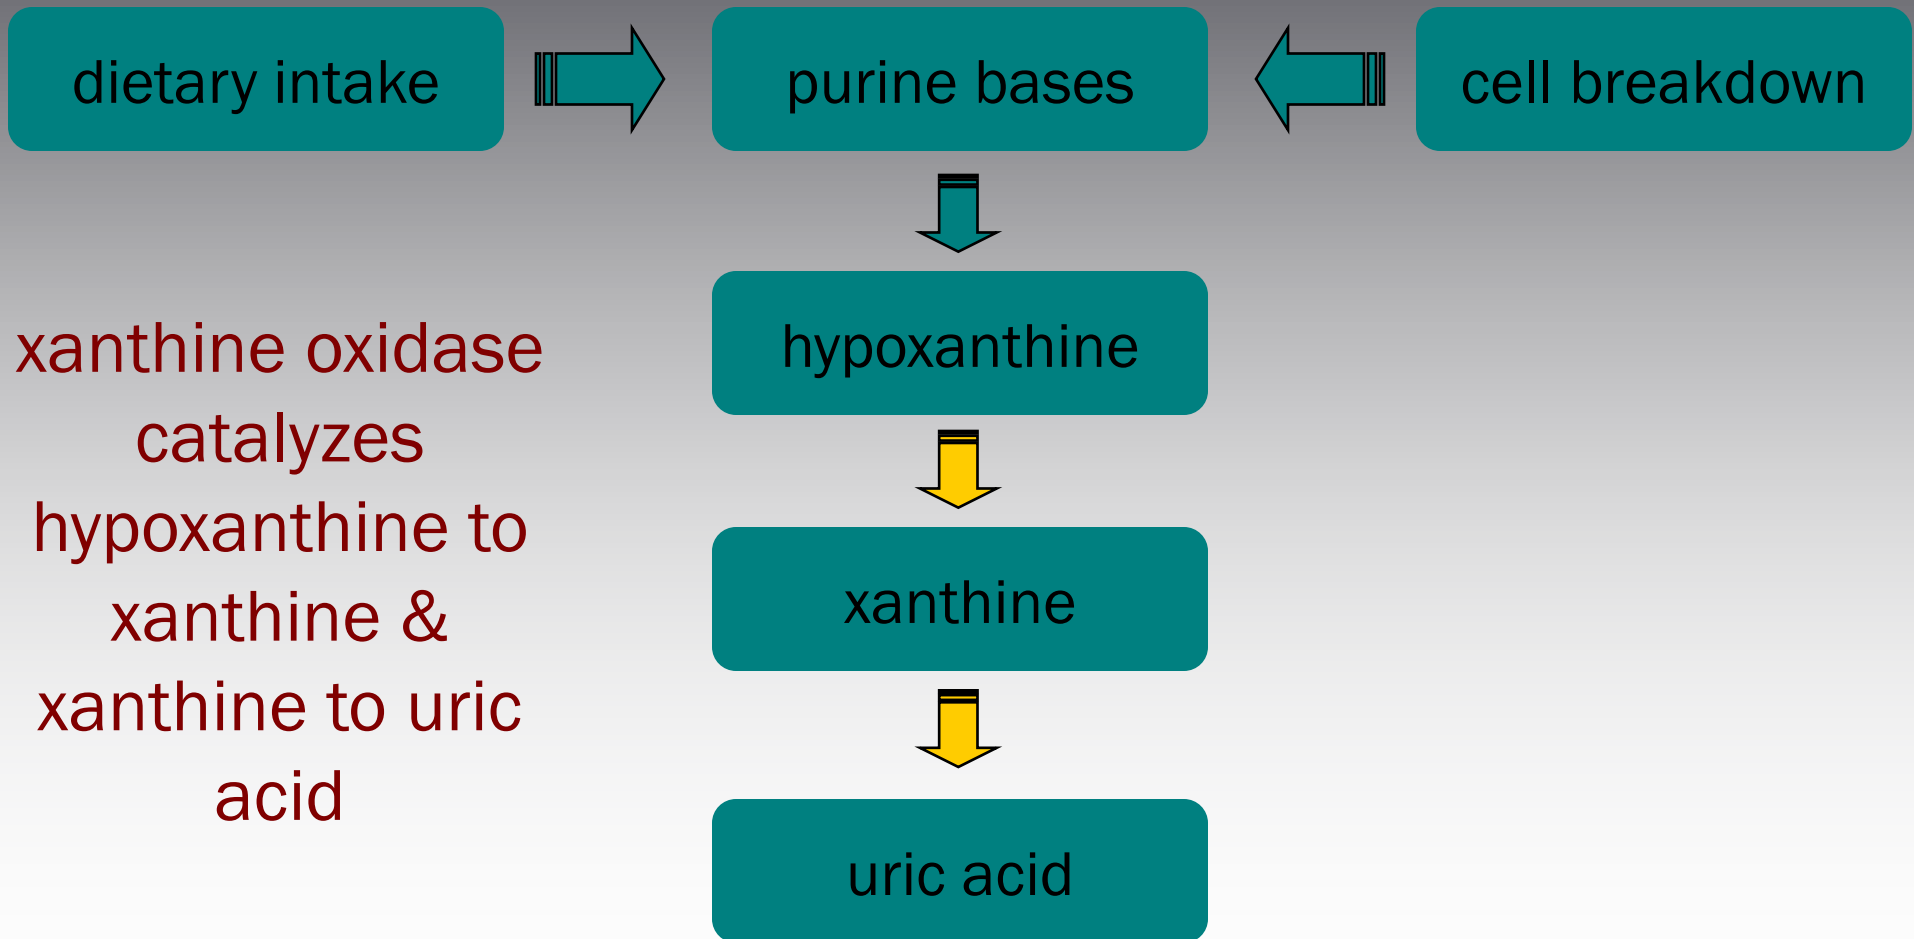 dietary intake
purine bases
cell breakdown
hypoxanthine
xanthine oxidase
catalyzes
hypoxanthine to
xanthine &
xanthine to uric
acid
xanthine
uric acid